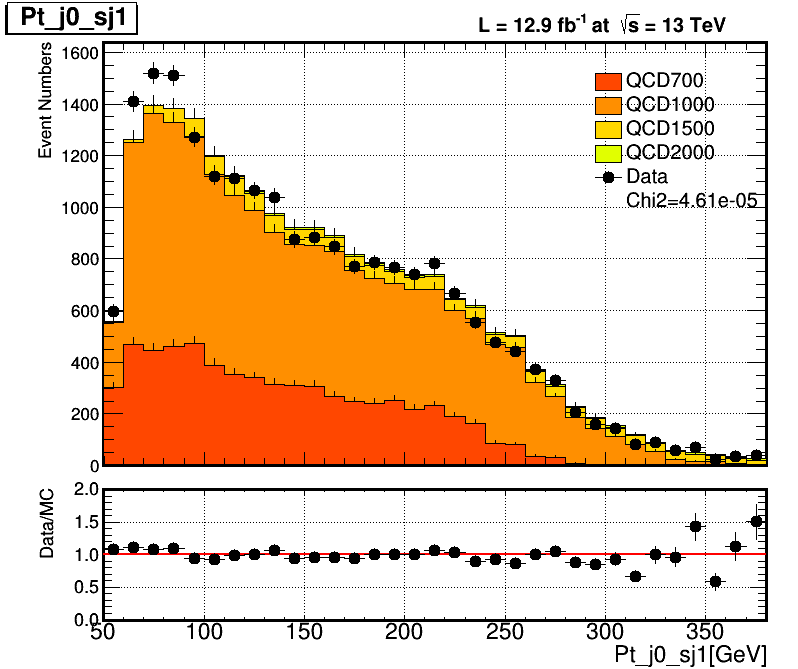 Pt_j0_sj1
L = 12.9 fb-1 at √s = 13 TeV
Event Numbers
1600
1400
1200
1000
800
600
400
200
0
QCD700
QCD1000
QCD1500
QCD2000
Data
Chi2=4.61e-05
Data/MC
2.0
1.5
1.0
0.5
0.0
50 100 150 200 250 300 350
Pt_j0_sj1[GeV]